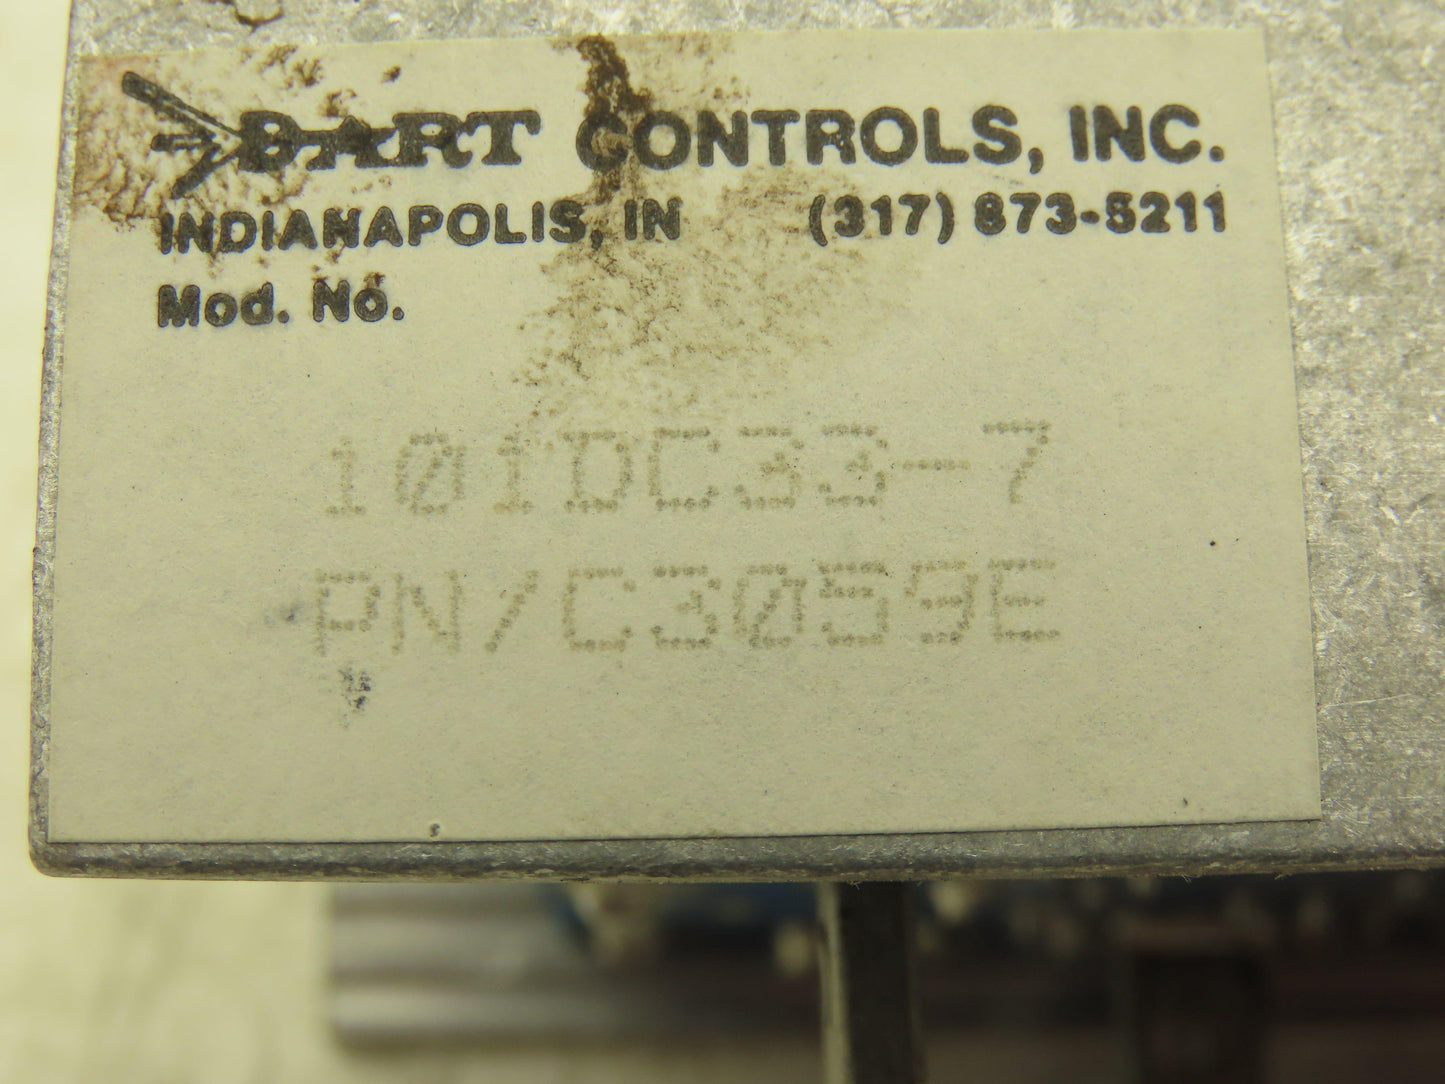 DART CONTROLS, INC.
INDIANAPOLIS, IN (317) 873-5211
Mod. No.
101DC33-7
PN/C3059E